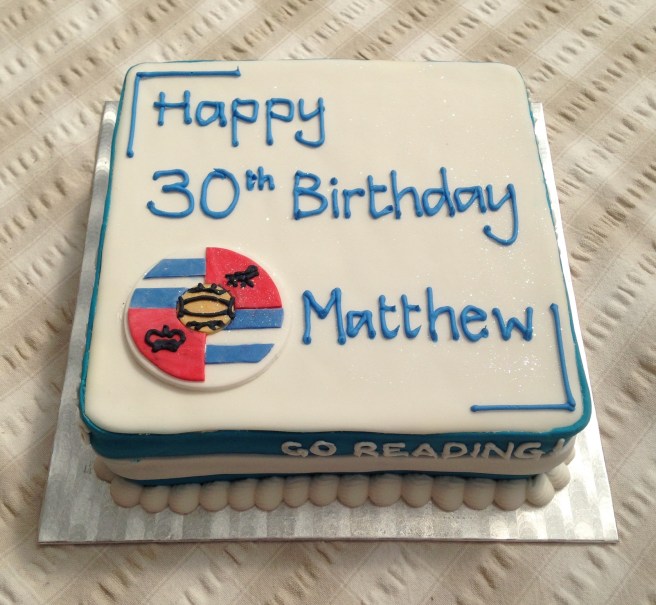 Happy
30th Birthday
Matthew
GO READING!